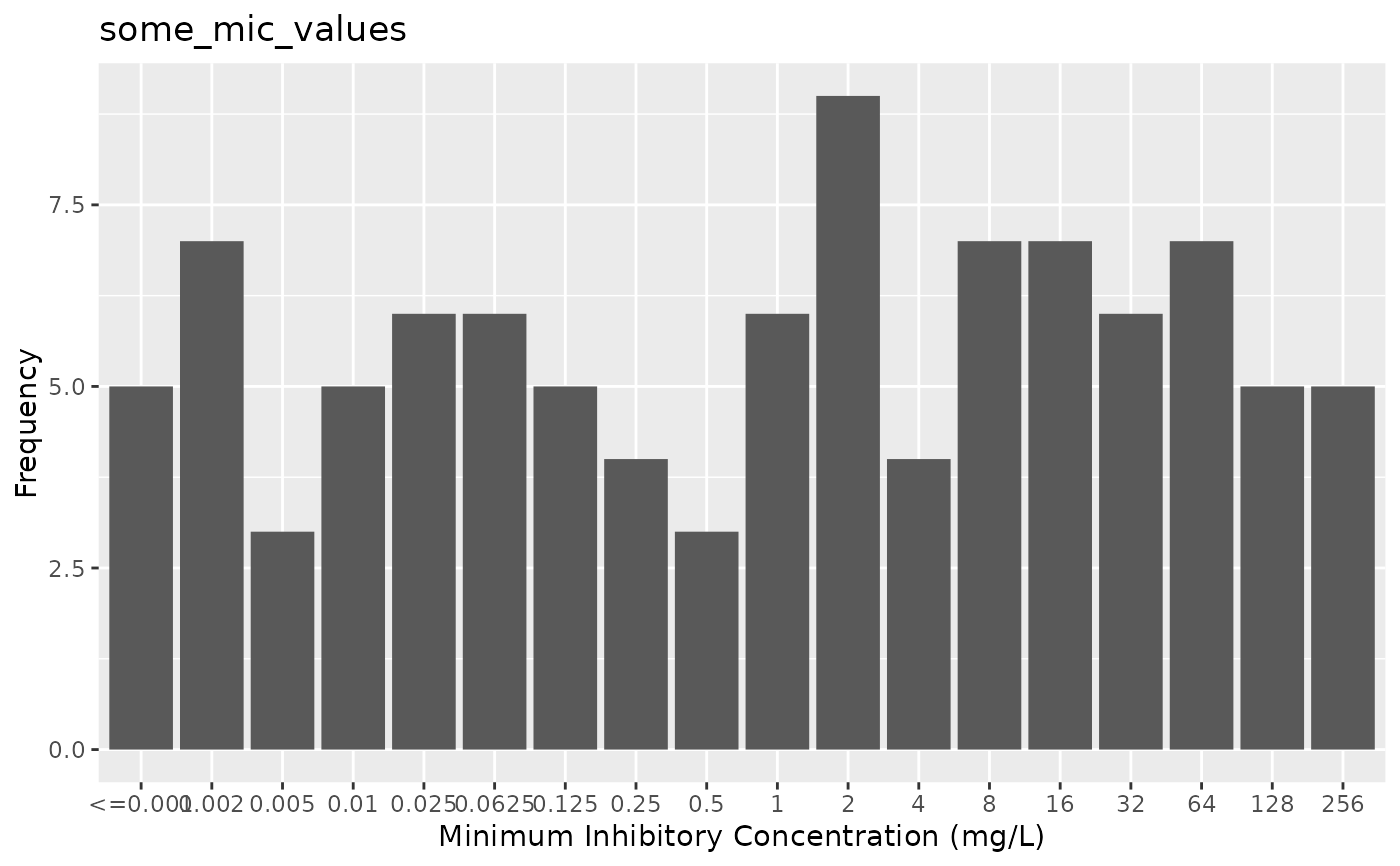 some_mic_values
Frequency
7.5
5.0
2.5
0.0
<=0.001 0.002 0.005 0.01 0.025 0.0625 0.125 0.25 0.5 1 2 4 8 16 32 64 128 256
Minimum Inhibitory Concentration (mg/L)